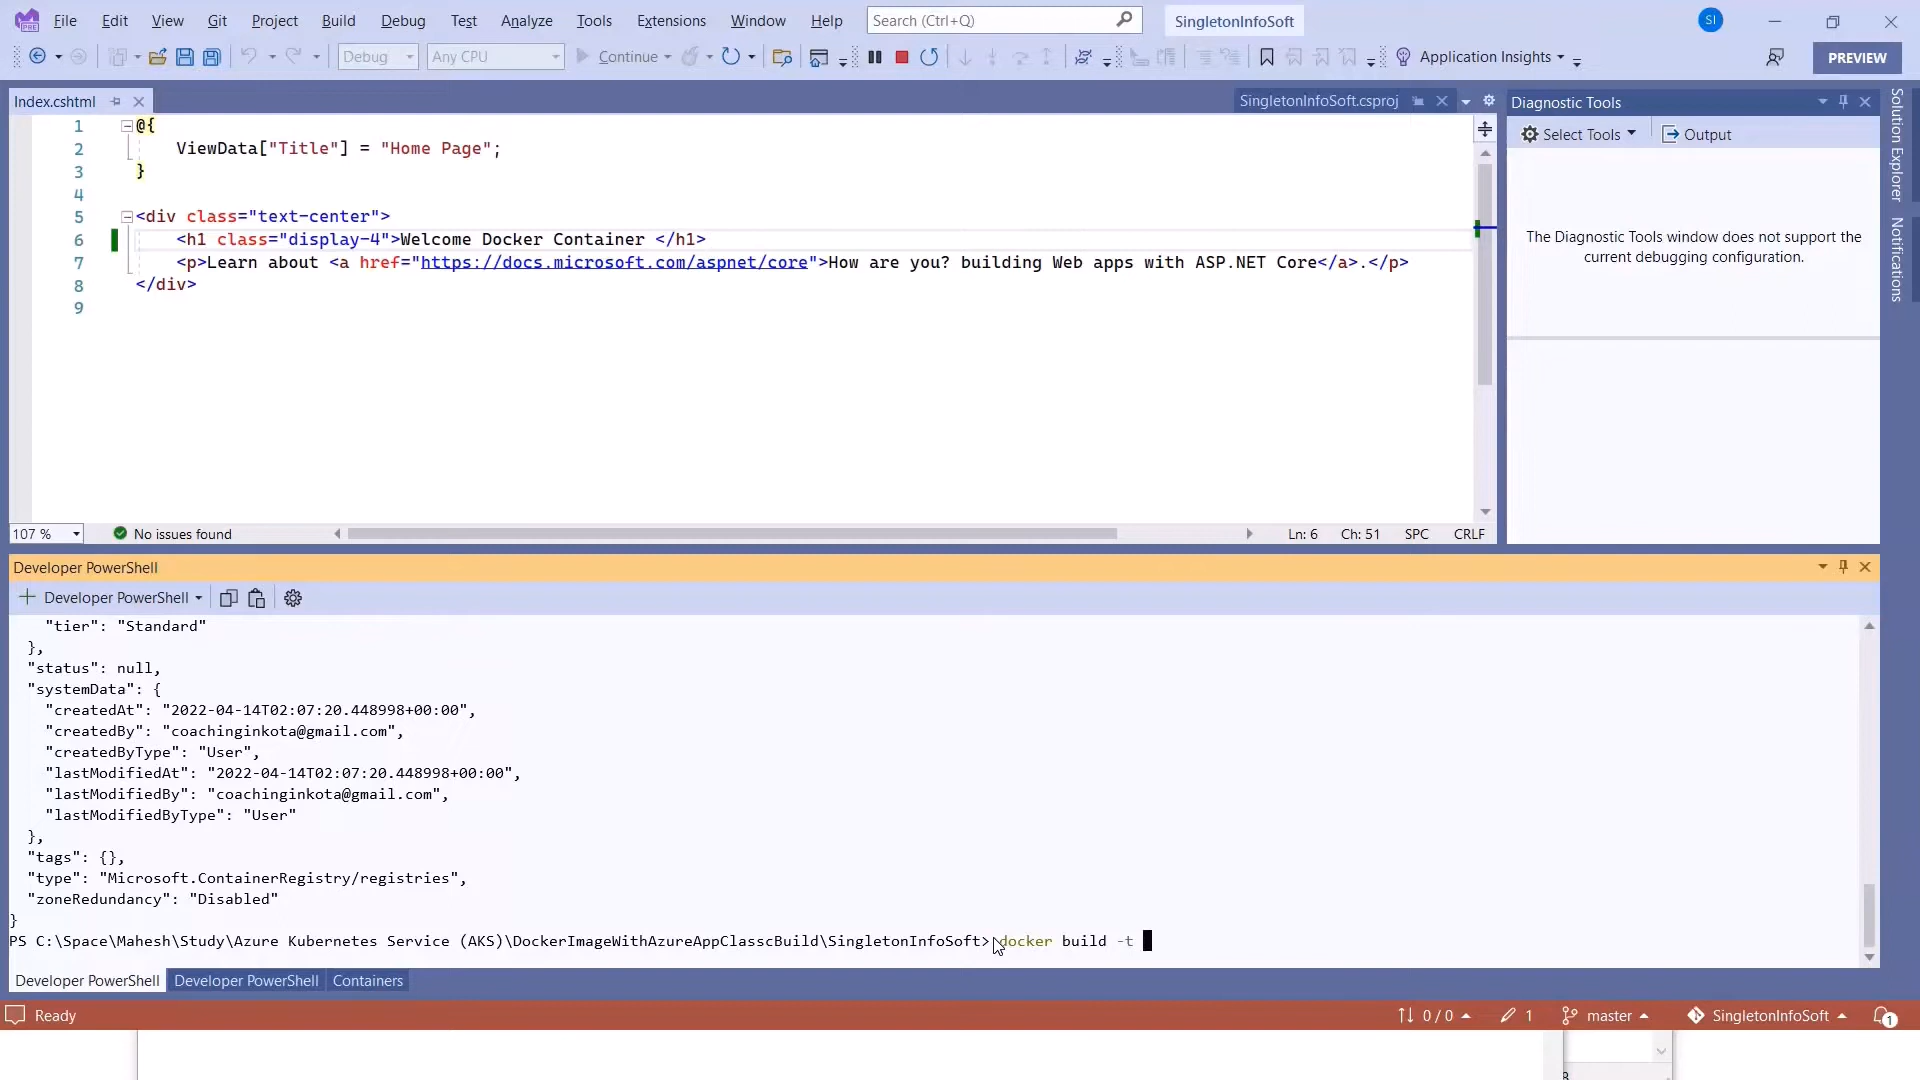 File Edit View Git Project Build Debug Test Analyze Tools Extensions Window Help Search (Ctrl+Q) SingletonInfoSoft SI
Debug Any CPU Continue Application Insights PREVIEW
Index.cshtml SingletonInfoSoft.csproj
1 @{
2 ViewData["Title"] = "Home Page";
3 }
4
5 <div class="text-center">
6 <h1 class="display-4">Welcome Docker Container </h1>
7 <p>Learn about <a href="https://docs.microsoft.com/aspnet/core">How are you? building Web apps with ASP.NET Core</a>.</p>
8 </div>
9
107 % No issues found Ln: 6 Ch: 51 SPC CRLF
Diagnostic Tools
Select Tools Output
The Diagnostic Tools window does not support the
current debugging configuration.
Solution Explorer
Notifications
Developer PowerShell
Developer PowerShell
"tier": "Standard"
},
"status": null,
"systemData": {
"createdAt": "2022-04-14T02:07:20.448998+00:00",
"createdBy": "coachinginkota@gmail.com",
"createdByType": "User",
"lastModifiedAt": "2022-04-14T02:07:20.448998+00:00",
"lastModifiedBy": "coachinginkota@gmail.com",
"lastModifiedByType": "User"
},
"tags": {},
"type": "Microsoft.ContainerRegistry/registries",
"zoneRedundancy": "Disabled"
}
PS C:\Space\Mahesh\Study\Azure Kubernetes Service (AKS)\DockerImageWithAzureAppClasscBuild\SingletonInfoSoft> docker build -t
Developer PowerShell Developer PowerShell Containers
Ready 0 / 0 1 master SingletonInfoSoft 1